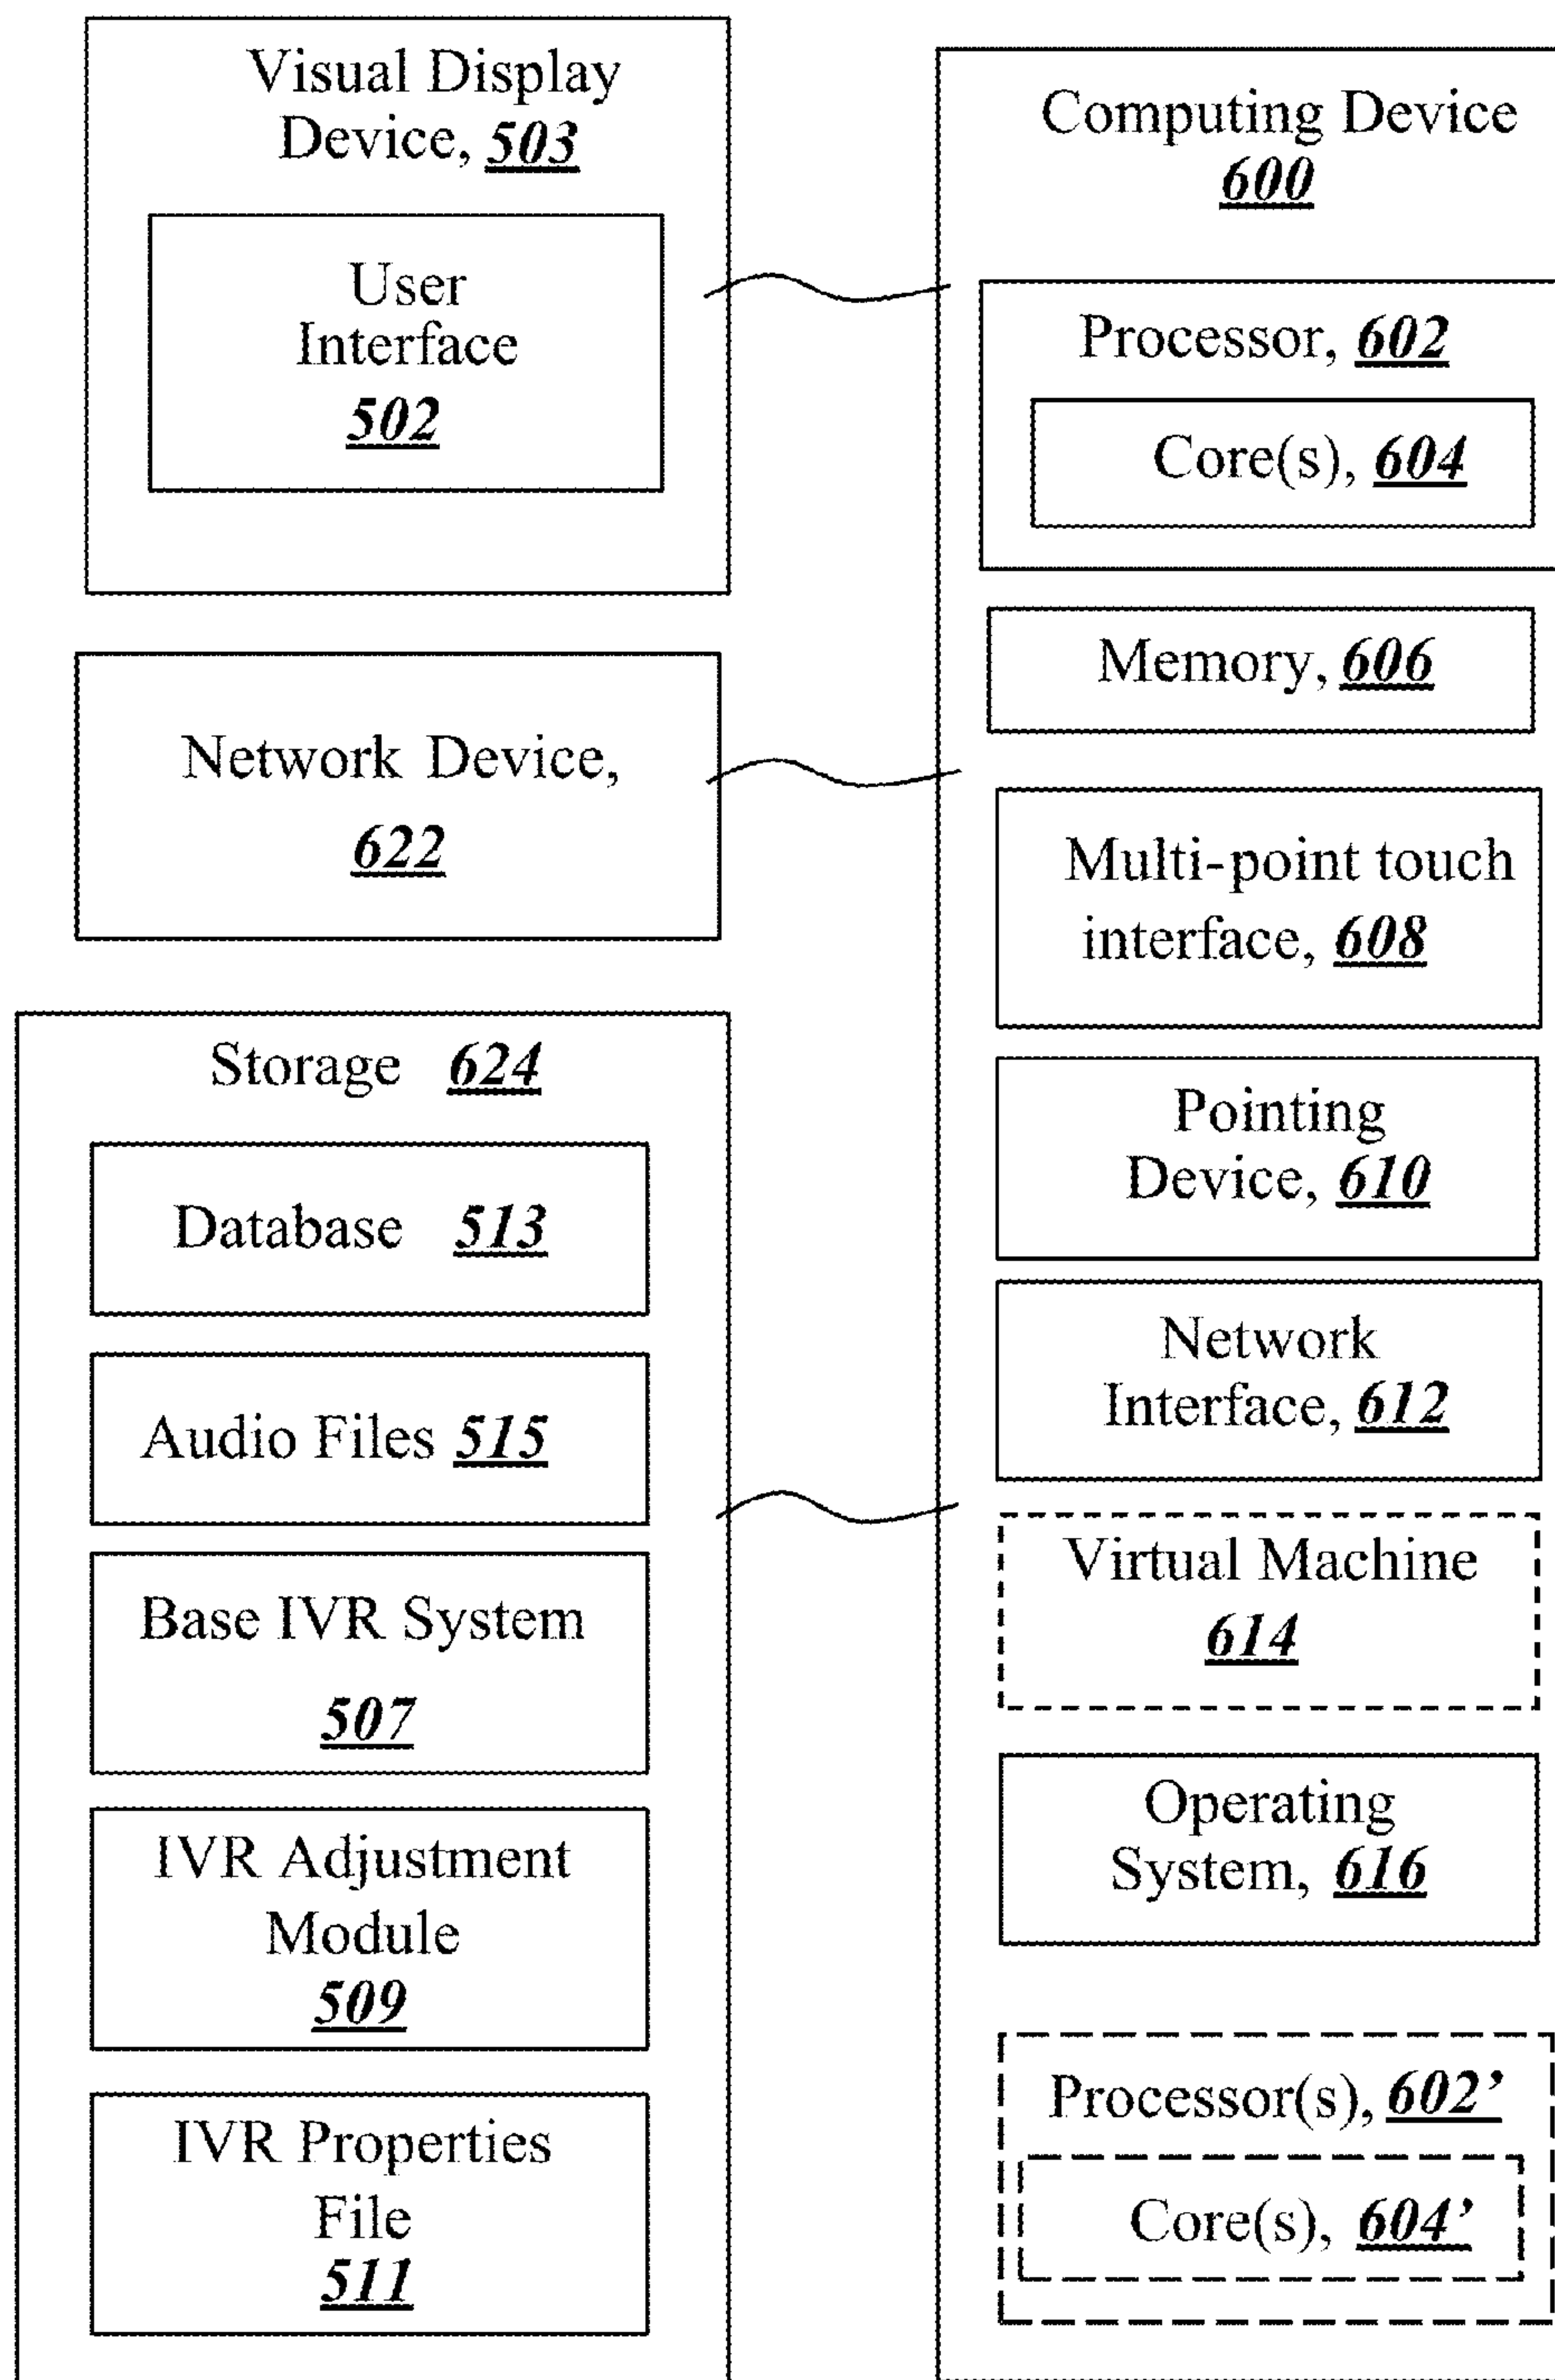 Visual Display
Device, 503
User
Interface
502
Network Device,
622
Storage 624
Database 513
Audio Files 515
Base IVR System
507
IVR Adjustment
Module
509
IVR Properties
File
511
Computing Device
600
Processor, 602
Core(s), 604
Memory, 606
Multi-point touch
interface, 608
Pointing
Device, 610
Network
Interface, 612
Virtual Machine
614
Operating
System, 616
Processor(s), 602’
Core(s), 604’